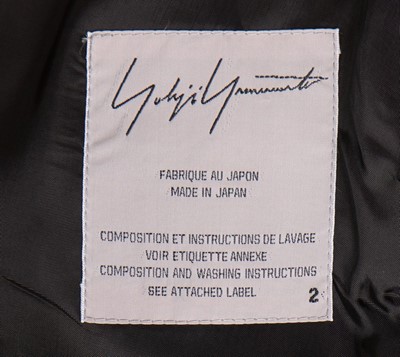 Yohji Yamamoto
FABRIQUE AU JAPON
MADE IN JAPAN
COMPOSITION ET INSTRUCTIONS DE LAVAGE
VOIR ETIQUETTE ANNEXE
COMPOSITION AND WASHING INSTRUCTIONS
SEE ATTACHED LABEL 2